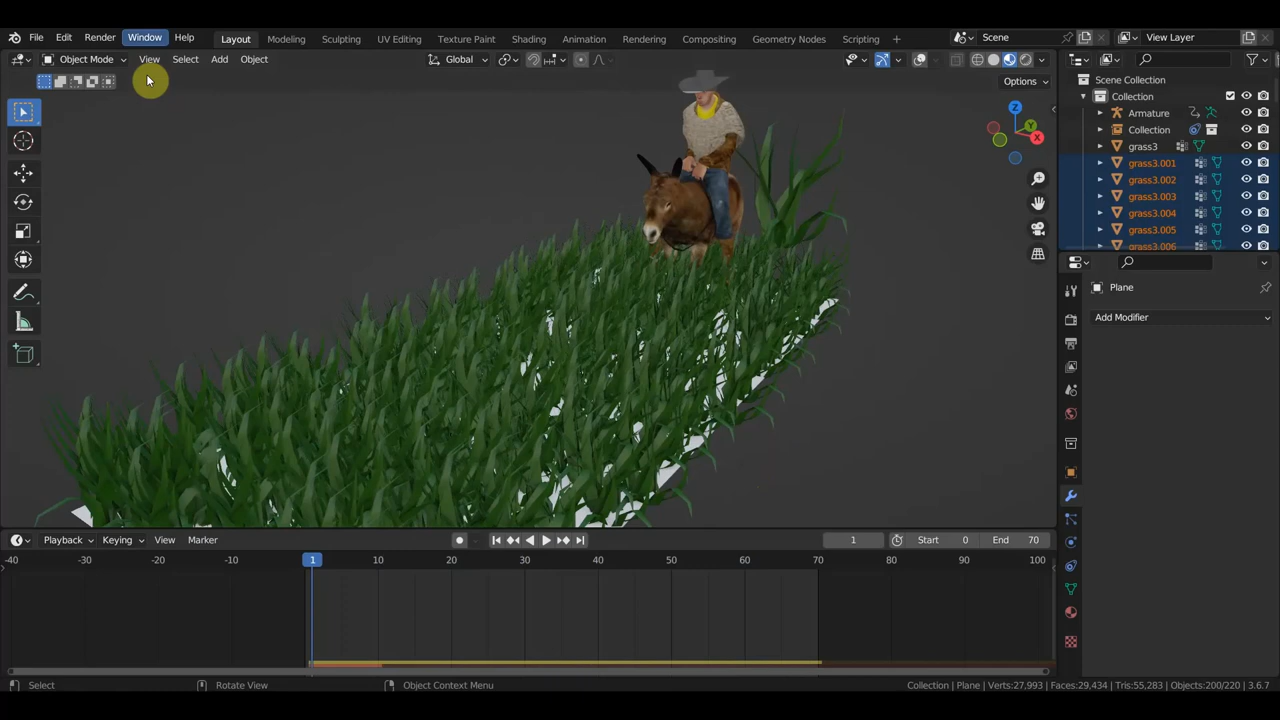 File Edit Render Window Help Layout Modeling Sculpting UV Editing Texture Paint Shading Animation Rendering Compositing Geometry Nodes Scripting + Scene View Layer
Object Mode View Select Add Object Global
Options
Z
Y
X
Scene Collection
Collection
Armature
Collection
grass3
grass3.001
grass3.002
grass3.003
grass3.004
grass3.005
grass3.006
Plane
Add Modifier
Playback Keying View Marker 1 Start 0 End 70
-40 -30 -20 -10 1 10 20 30 40 50 60 70 80 90 100
Select Rotate View Object Context Menu Collection | Plane | Verts:27,993 | Faces:29,434 | Tris:55,283 | Objects:200/220 | 3.6.7